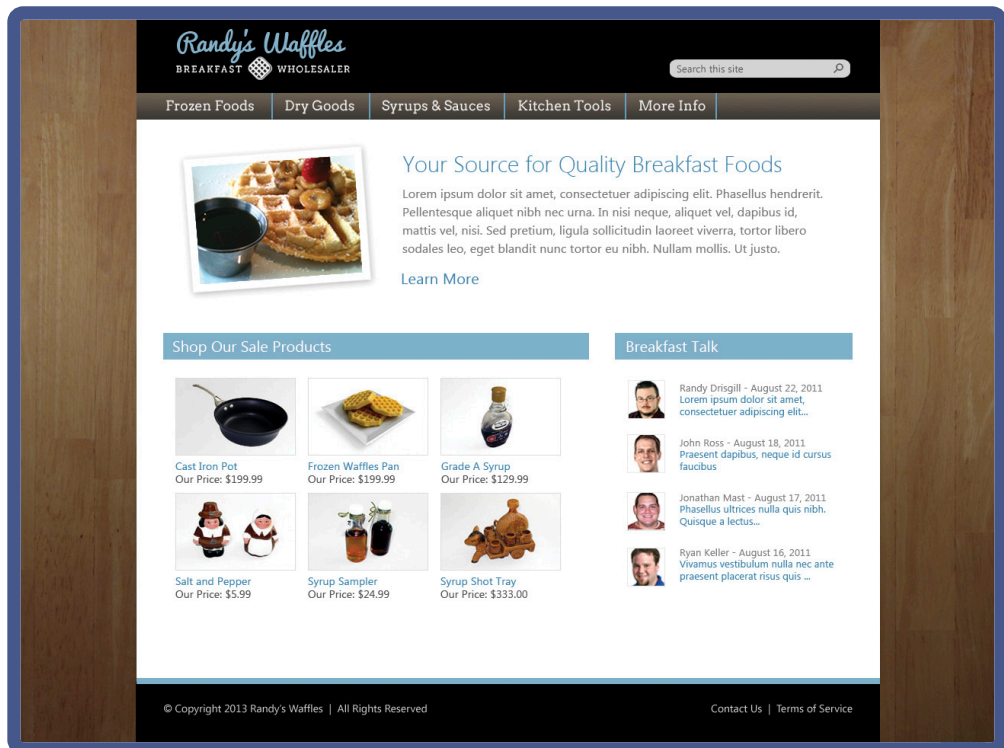 Randy's Waffles
BREAKFAST WHOLESALER
Search this site
Frozen Foods
Dry Goods
Syrups & Sauces
Kitchen Tools
More Info
Your Source for Quality Breakfast Foods
Lorem ipsum dolor sit amet, consectetuer adipiscing elit. Phasellus hendrerit.
Pellentesque aliquet nibh nec urna. In nisi neque, aliquet vel, dapibus id,
mattis vel, nisi. Sed pretium, ligula sollicitudin laoreet viverra, tortor libero
sodales leo, eget blandit nunc tortor eu nibh. Nullam mollis. Ut justo.
Learn More
Shop Our Sale Products
Cast Iron Pot
Our Price: $199.99
Frozen Waffles Pan
Our Price: $199.99
Grade A Syrup
Our Price: $129.99
Salt and Pepper
Our Price: $5.99
Syrup Sampler
Our Price: $24.99
Syrup Shot Tray
Our Price: $333.00
Breakfast Talk
Randy Drisgill - August 22, 2011
Lorem ipsum dolor sit amet,
consectetuer adipiscing elit...
John Ross - August 18, 2011
Praesent dapibus, neque id cursus
faucibus
Jonathan Mast - August 17, 2011
Phasellus ultrices nulla quis nibh.
Quisque a lectus...
Ryan Keller - August 16, 2011
Vivamus vestibulum nulla nec ante
praesent placerat risus quis ...
© Copyright 2013 Randy's Waffles | All Rights Reserved
Contact Us | Terms of Service